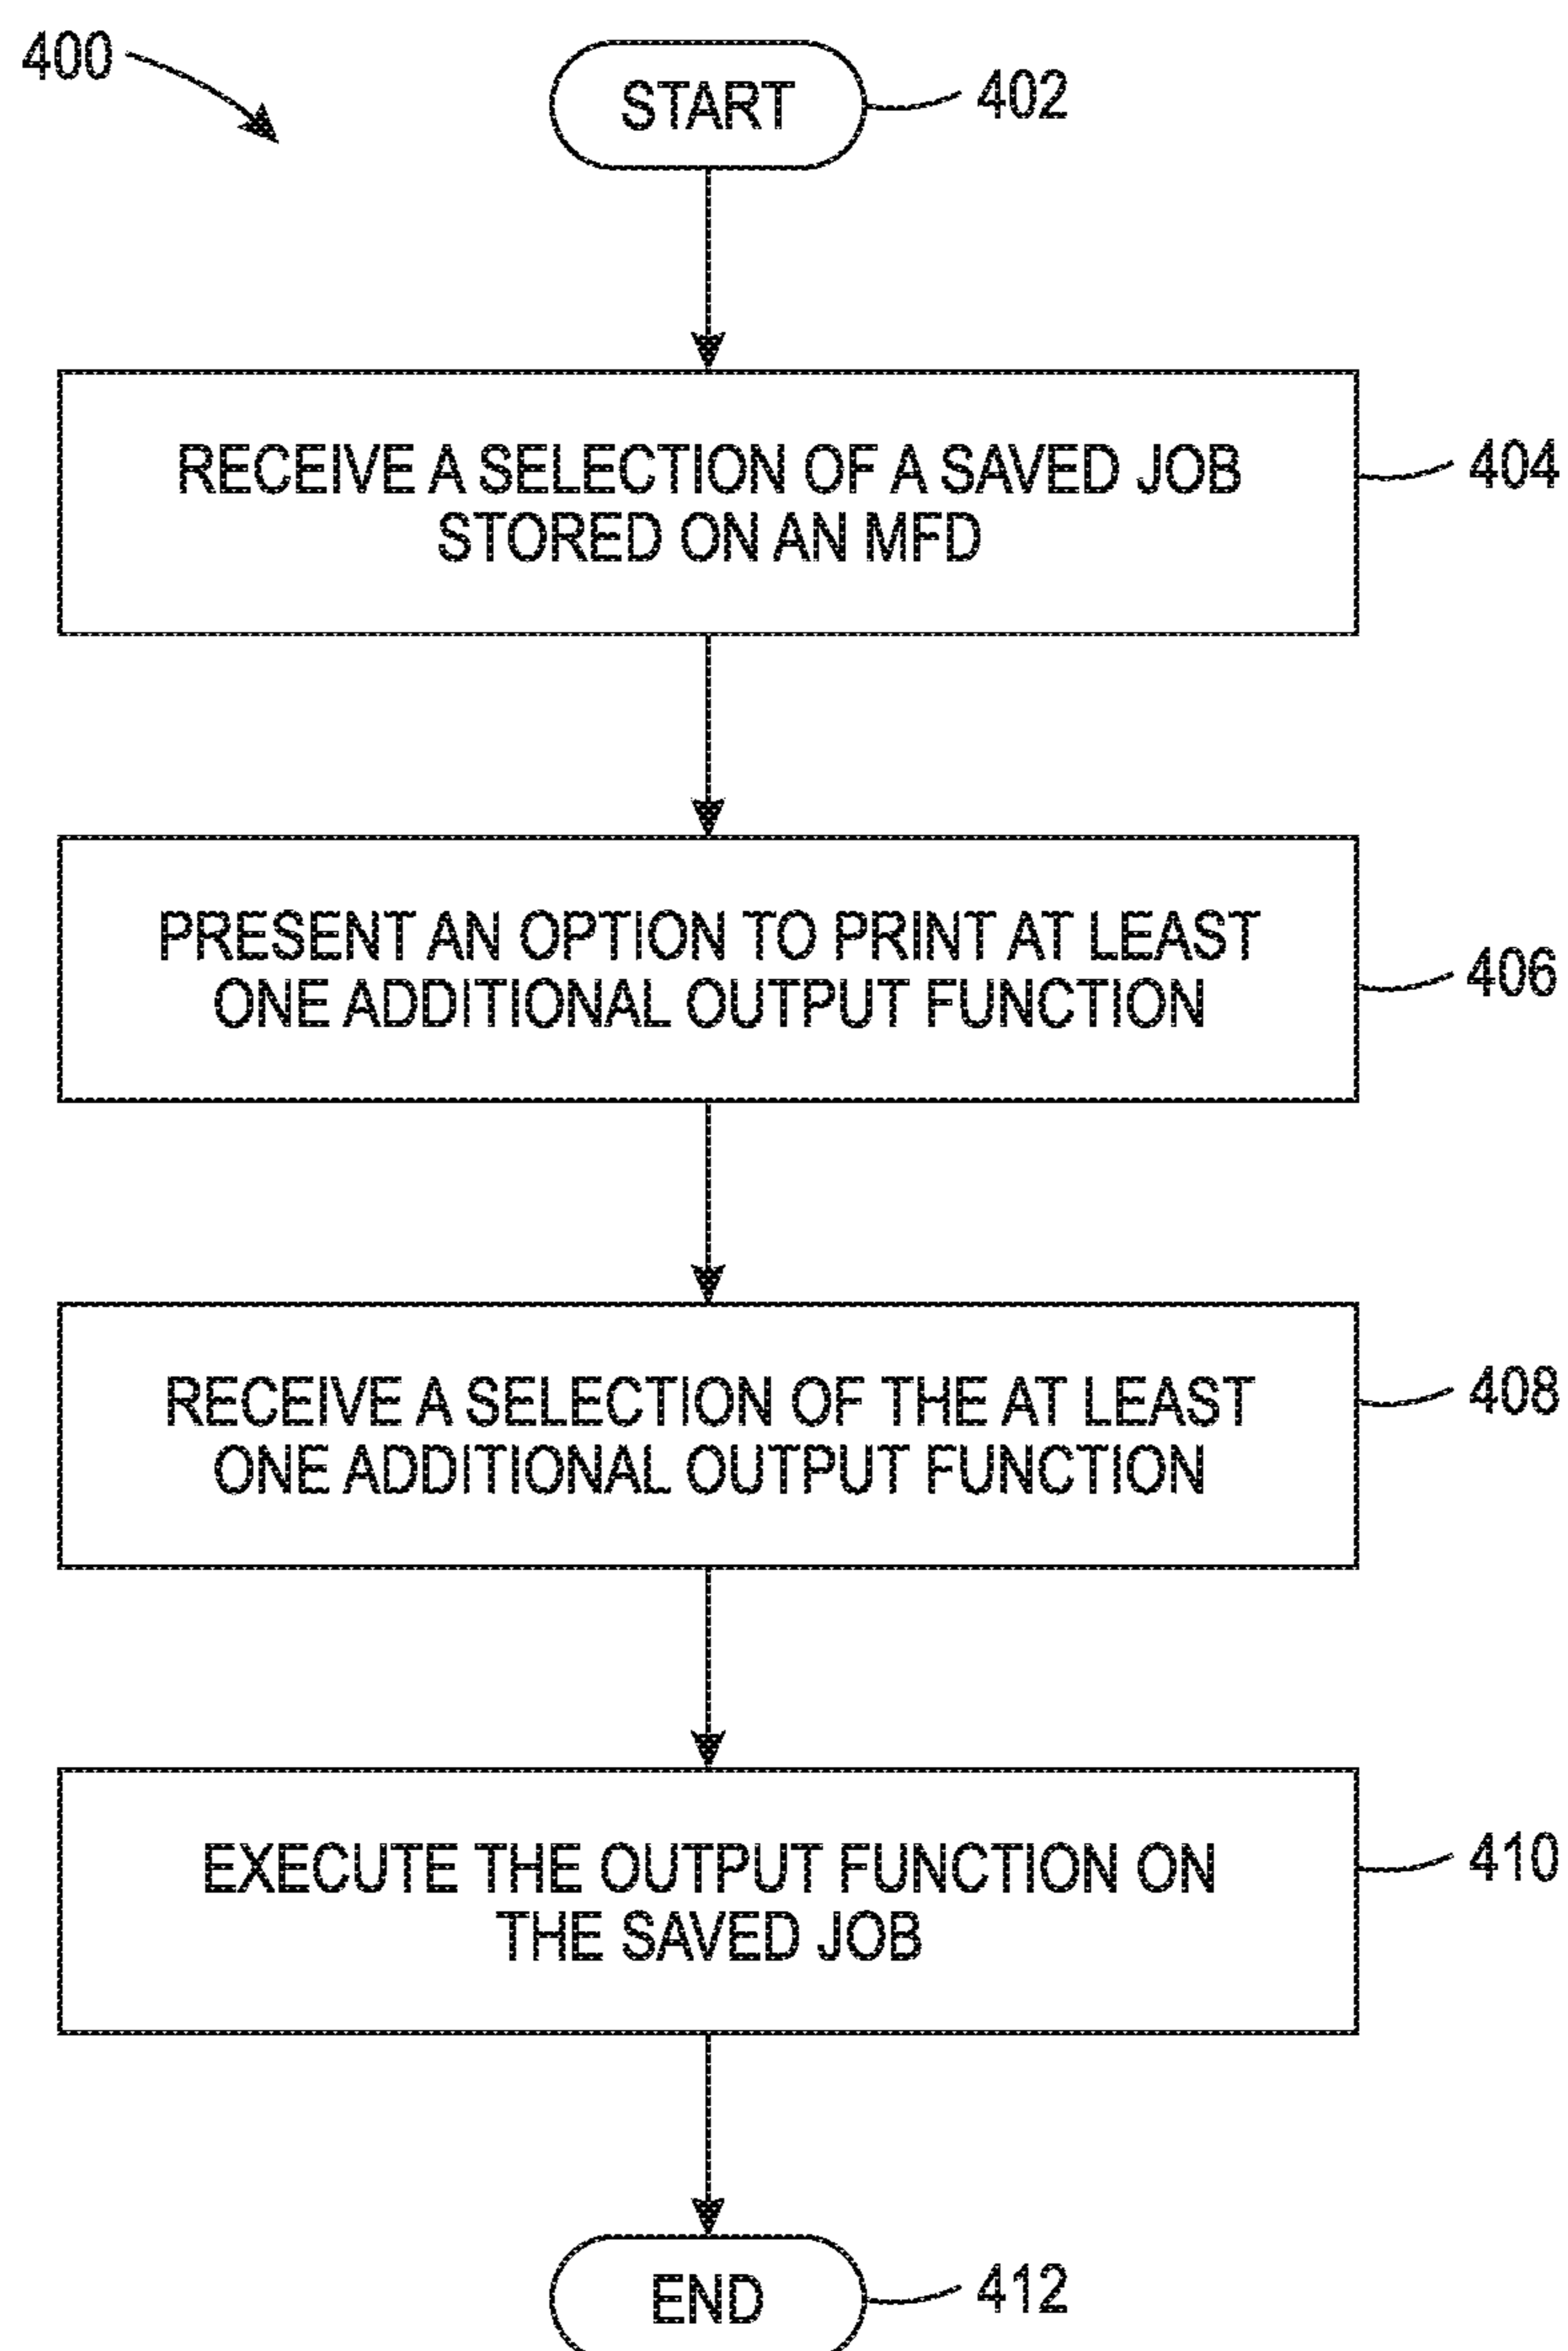 400
START
402
RECEIVE A SELECTION OF A SAVED JOB
STORED ON AN MFD
404
PRESENT AN OPTION TO PRINT AT LEAST
ONE ADDITIONAL OUTPUT FUNCTION
406
RECEIVE A SELECTION OF THE AT LEAST
ONE ADDITIONAL OUTPUT FUNCTION
408
EXECUTE THE OUTPUT FUNCTION ON
THE SAVED JOB
410
END
412